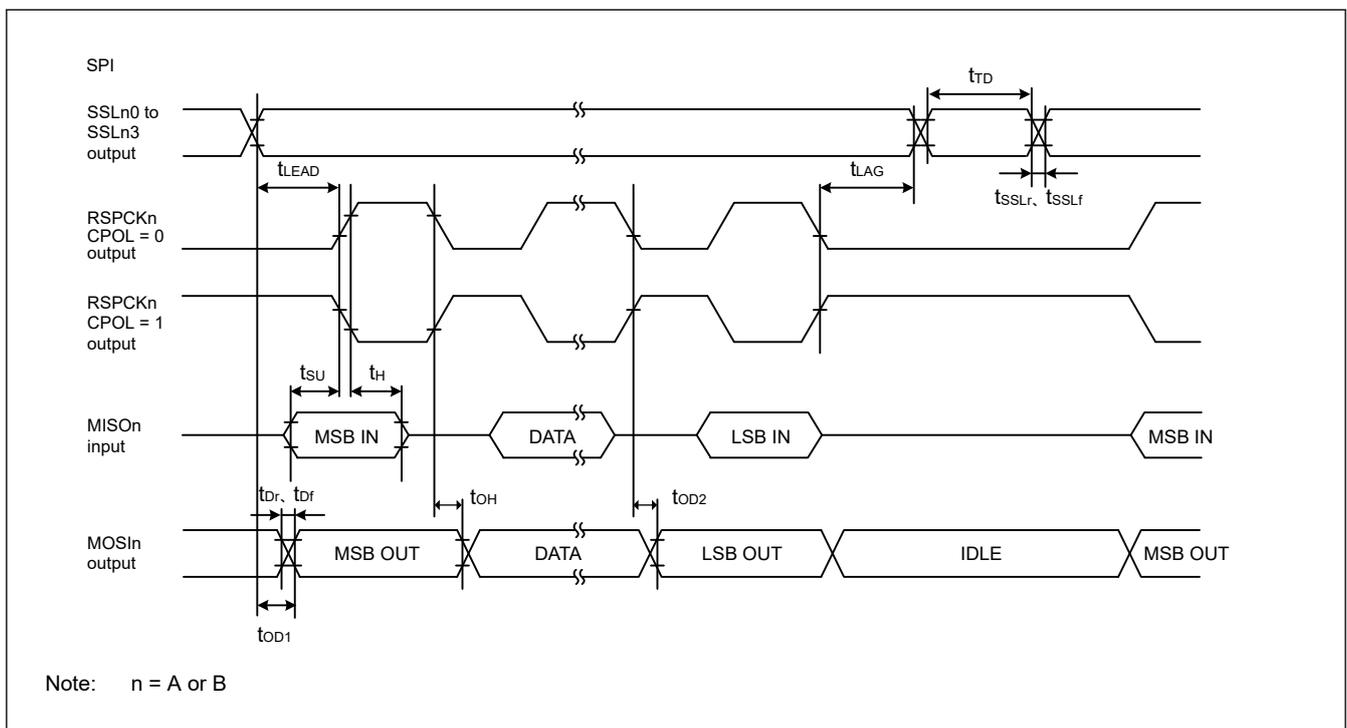 SPI
SSLn0 to
SSLn3
output
tTD
tLEAD
tLAG
tSSLr、tSSLf
RSPCKn
CPOL = 0
output
RSPCKn
CPOL = 1
output
tSU
tH
MISOn
input
MSB IN
DATA
LSB IN
MSB IN
tDr、tDf
tOH
tOD2
MOSIn
output
MSB OUT
DATA
LSB OUT
IDLE
MSB OUT
tOD1
Note: n = A or B